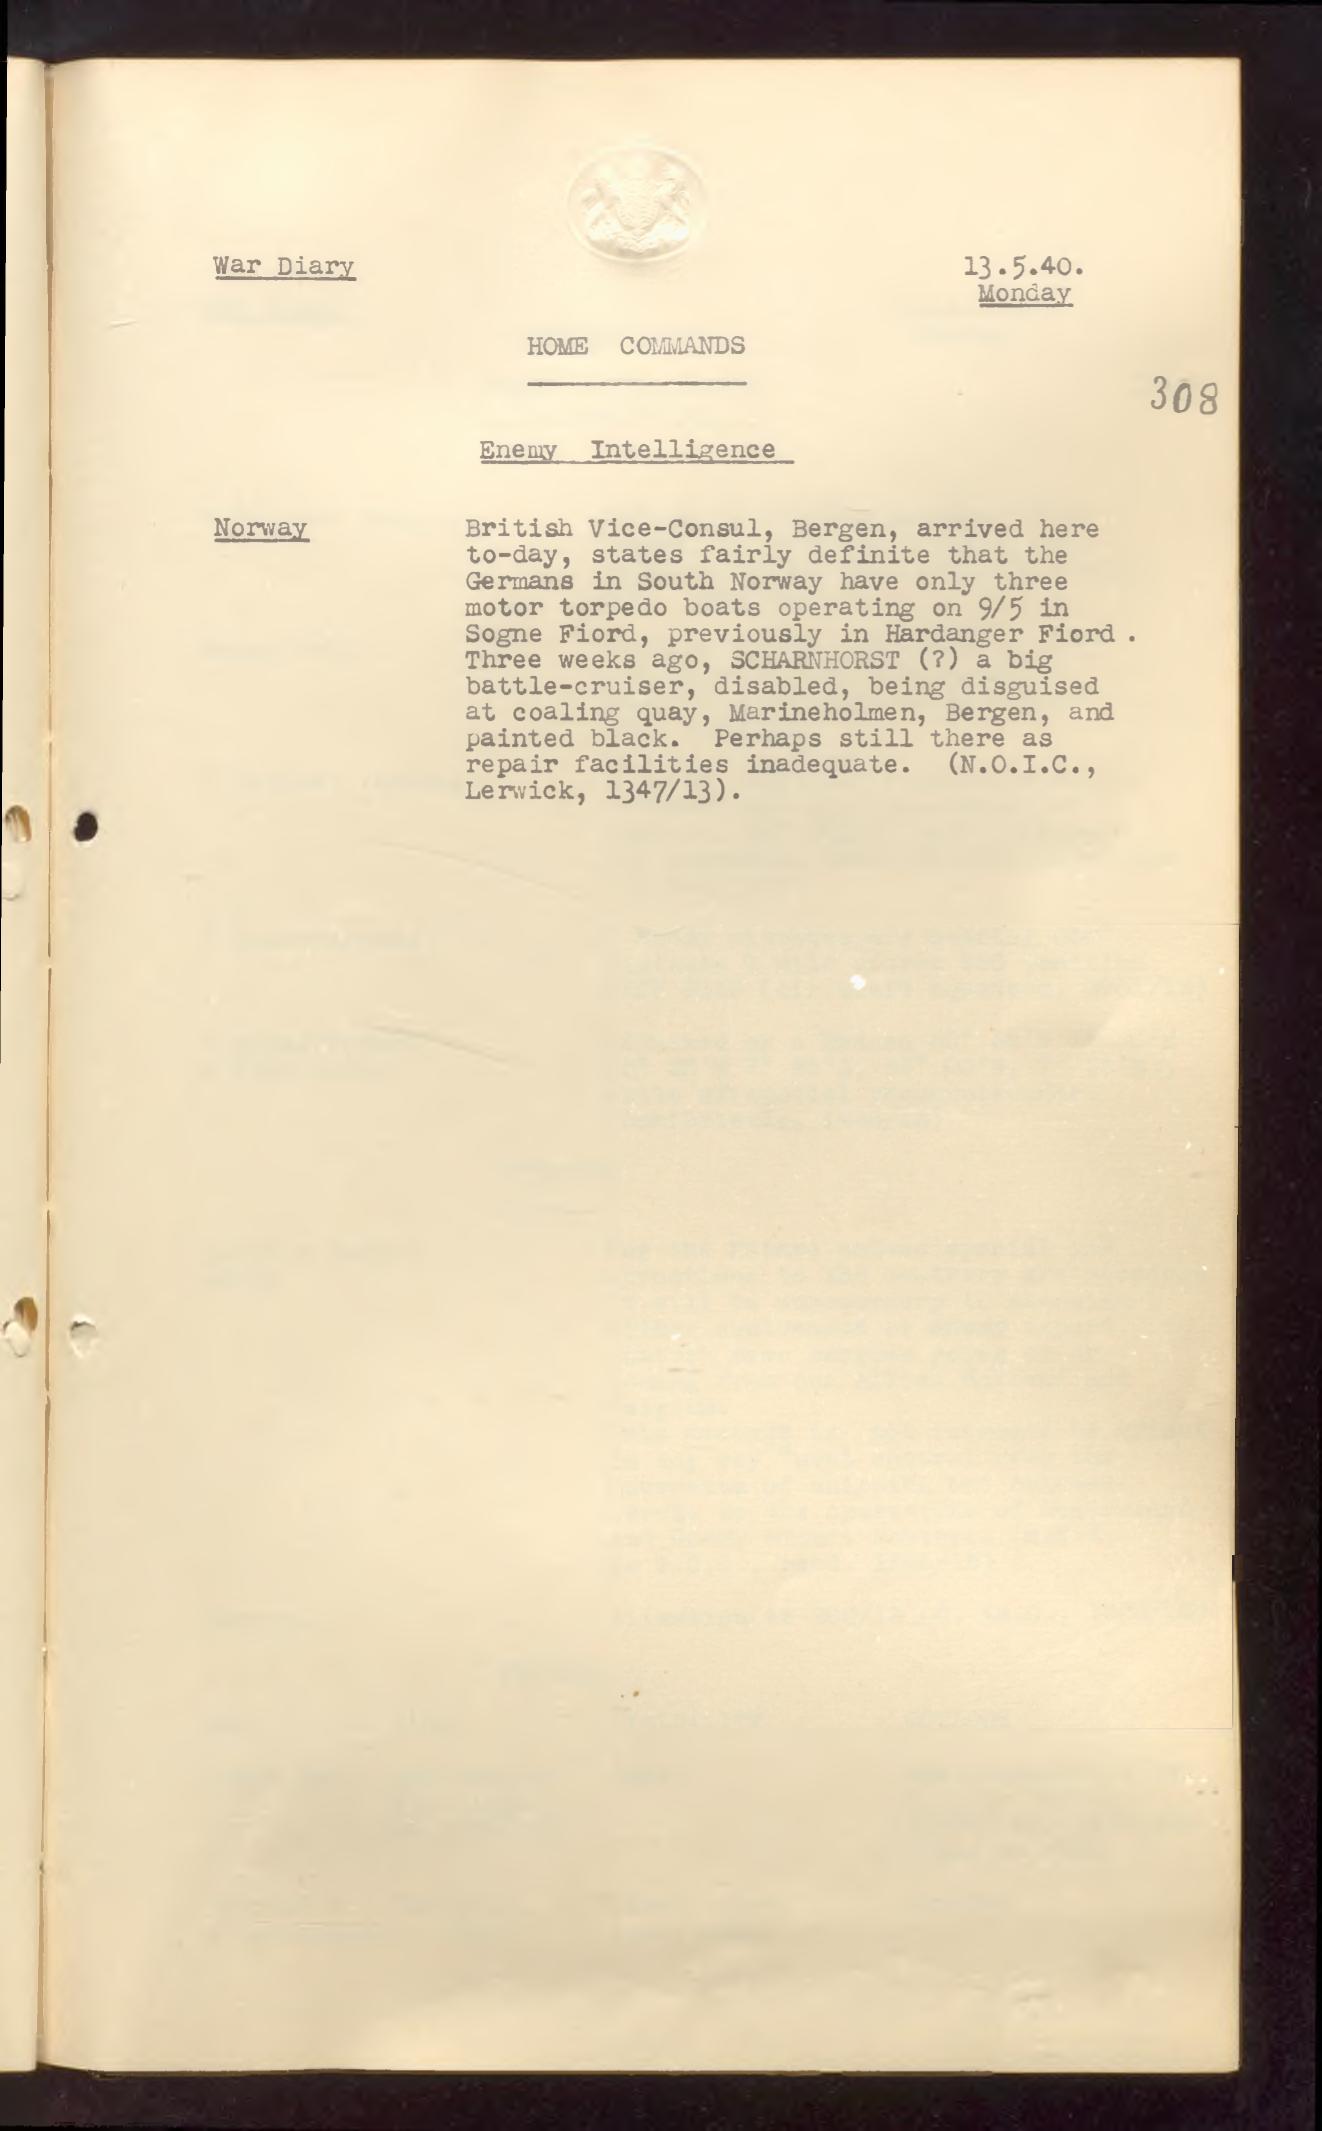 War Diary
13.5.40.
Monday
HOME COMMANDS
308
Enemy Intelligence
Norway
British Vice-Consul, Bergen, arrived here
to-day, states fairly definite that the
Germans in South Norway have only three
motor torpedo boats operating on 9/5 in
Sogne Fiord, previously in Hardanger Fiord .
Three weeks ago, SCHARNHORST (?) a big
battle-cruiser, disabled, being disguised
at coaling quay, Marineholmen, Bergen, and
painted black. Perhaps still there as
repair facilities inadequate. (N.O.I.C.,
Lerwick, 1347/13).